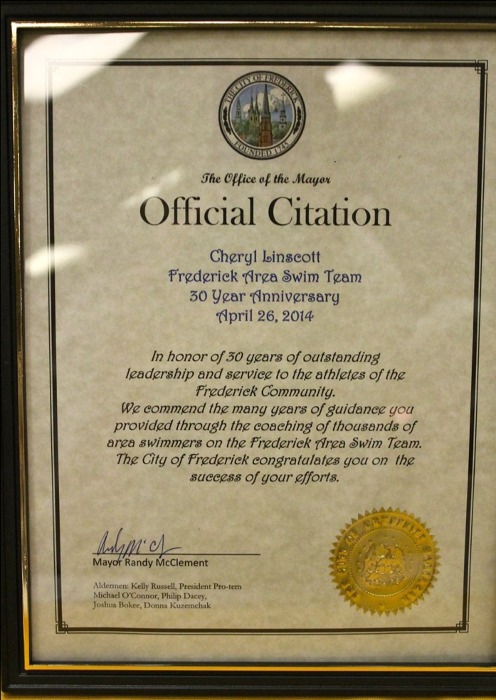 THE CITY OF FREDERICK
FOUNDED 1745
The Office of the Mayor
Official Citation
Cheryl Linscott
Frederick Area Swim Team
30 Year Anniversary
April 26, 2014
In honor of 30 years of outstanding
leadership and service to the athletes of the
Frederick Community.
We commend the many years of guidance you
provided through the coaching of thousands of
area swimmers on the Frederick Area Swim Team.
The City of Frederick congratulates you on the
success of your efforts.
Mayor Randy McClement
Aldermen: Kelly Russell, President Pro-tem
Michael O'Connor, Philip Dacey,
Joshua Bokee, Donna Kuzemchak